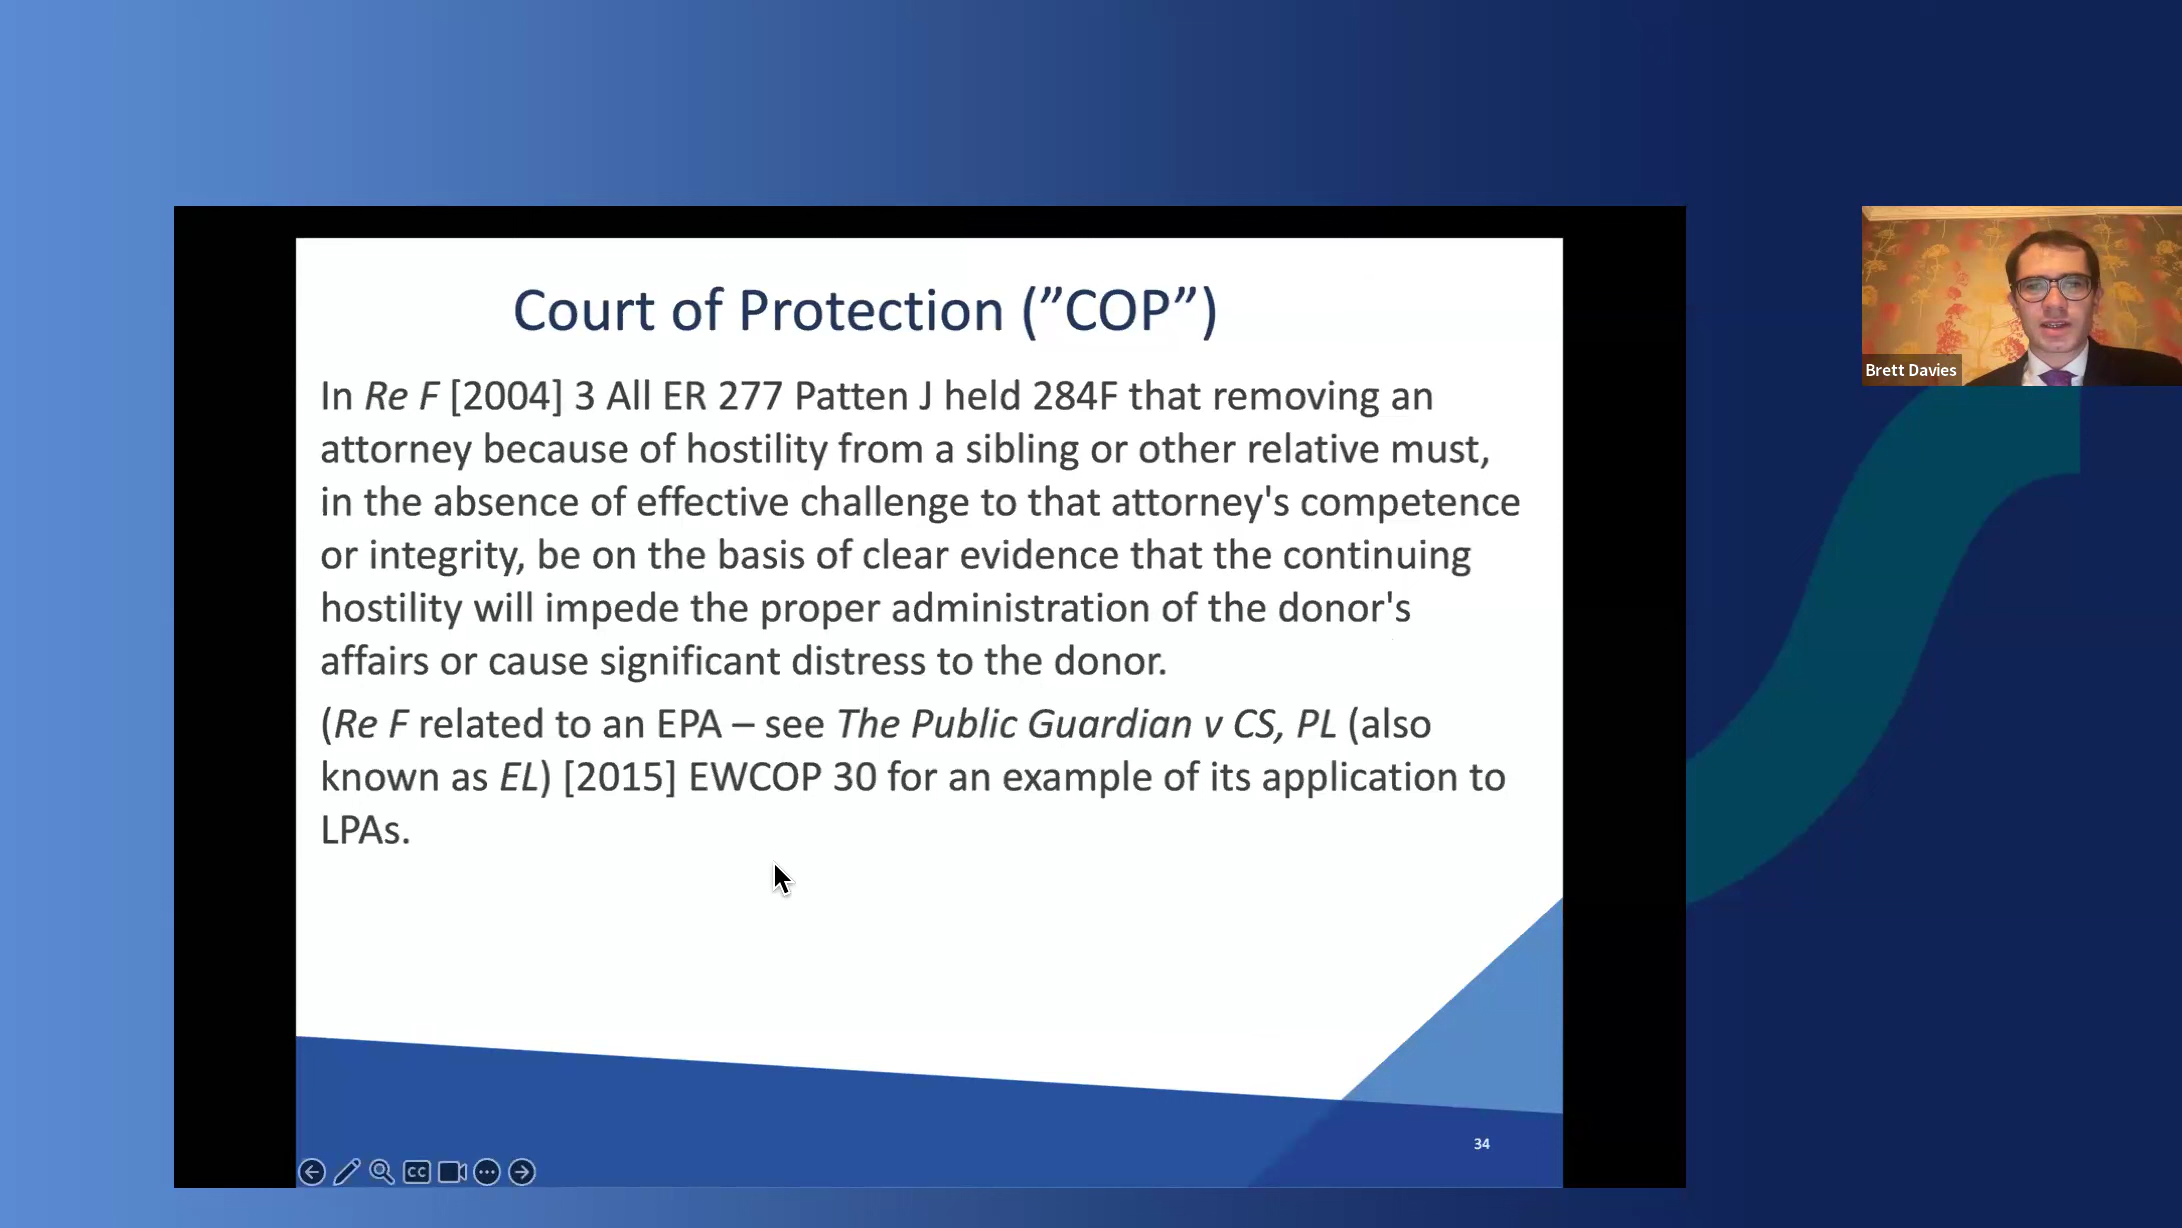 Court of Protection (”COP”)
In Re F [2004] 3 All ER 277 Patten J held 284F that removing an
attorney because of hostility from a sibling or other relative must,
in the absence of effective challenge to that attorney's competence
or integrity, be on the basis of clear evidence that the continuing
hostility will impede the proper administration of the donor's
affairs or cause significant distress to the donor.
(Re F related to an EPA – see The Public Guardian v CS, PL (also
known as EL) [2015] EWCOP 30 for an example of its application to
LPAs.
34
CC
Brett Davies